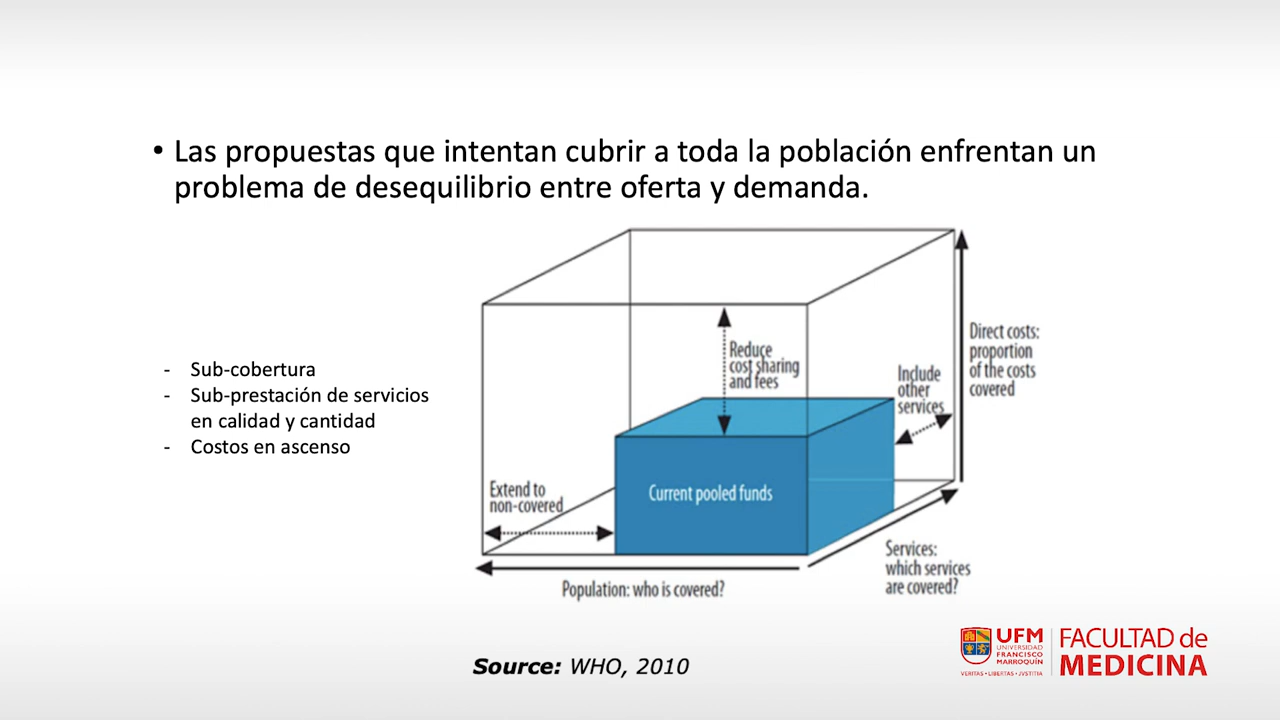 • Las propuestas que intentan cubrir a toda la población enfrentan un
problema de desequilibrio entre oferta y demanda.
- Sub-cobertura
- Sub-prestación de servicios
en calidad y cantidad
- Costos en ascenso
Reduce
cost sharing
and fees
Include
other
services
Direct costs:
proportion
of the costs
covered
Extend to
non-covered
Current pooled funds
Services:
which services
are covered?
Population: who is covered?
Source: WHO, 2010
UFM
UNIVERSIDAD
FRANCISCO
MARROQUÍN
VERITAS • LIBERTAS • JVSTITIA
FACULTAD de
MEDICINA